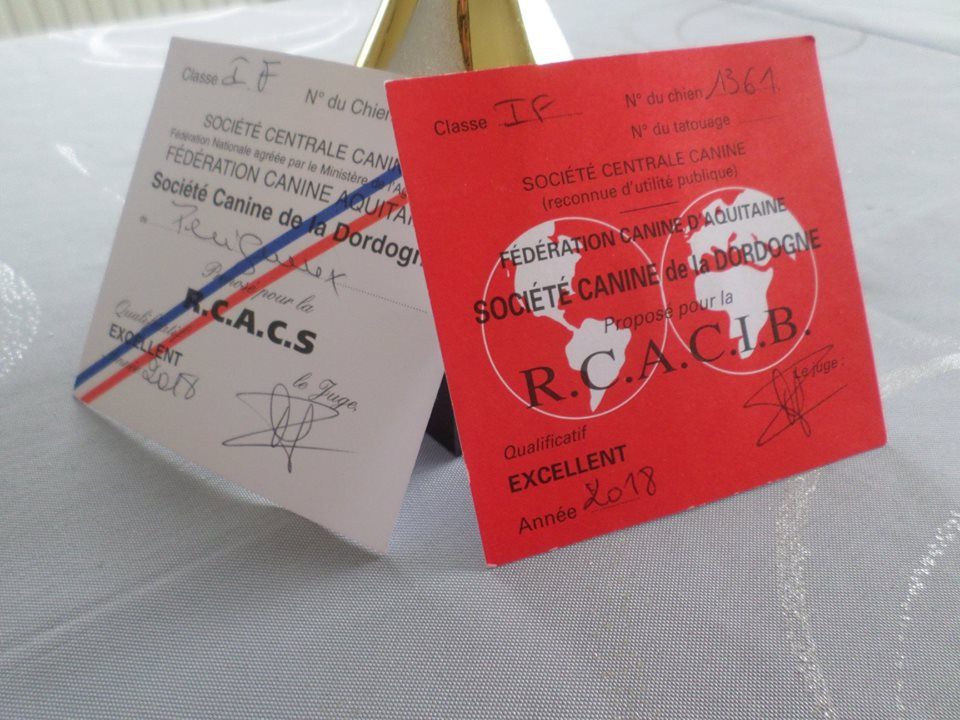 Classe I F
N° du Chien
SOCIÉTÉ CENTRALE CANIN
Fédération Nationale agréée par le Ministère de l'Ag
FÉDÉRATION CANINE AQUITAI
Société Canine de la Dordogn
Proposé pour la
R.C.A.C.S
Qualificatif
EXCELLENT
2018
le Juge,
Classe IF
N° du chien 1361
N° du tatouage
SOCIÉTÉ CENTRALE CANINE
(reconnue d'utilité publique)
FÉDÉRATION CANINE D'AQUITAINE
SOCIÉTÉ CANINE de la DORDOGNE
Proposé pour la
R.C.A.C.I.B.
Le juge :
Qualificatif
EXCELLENT
Année 2018